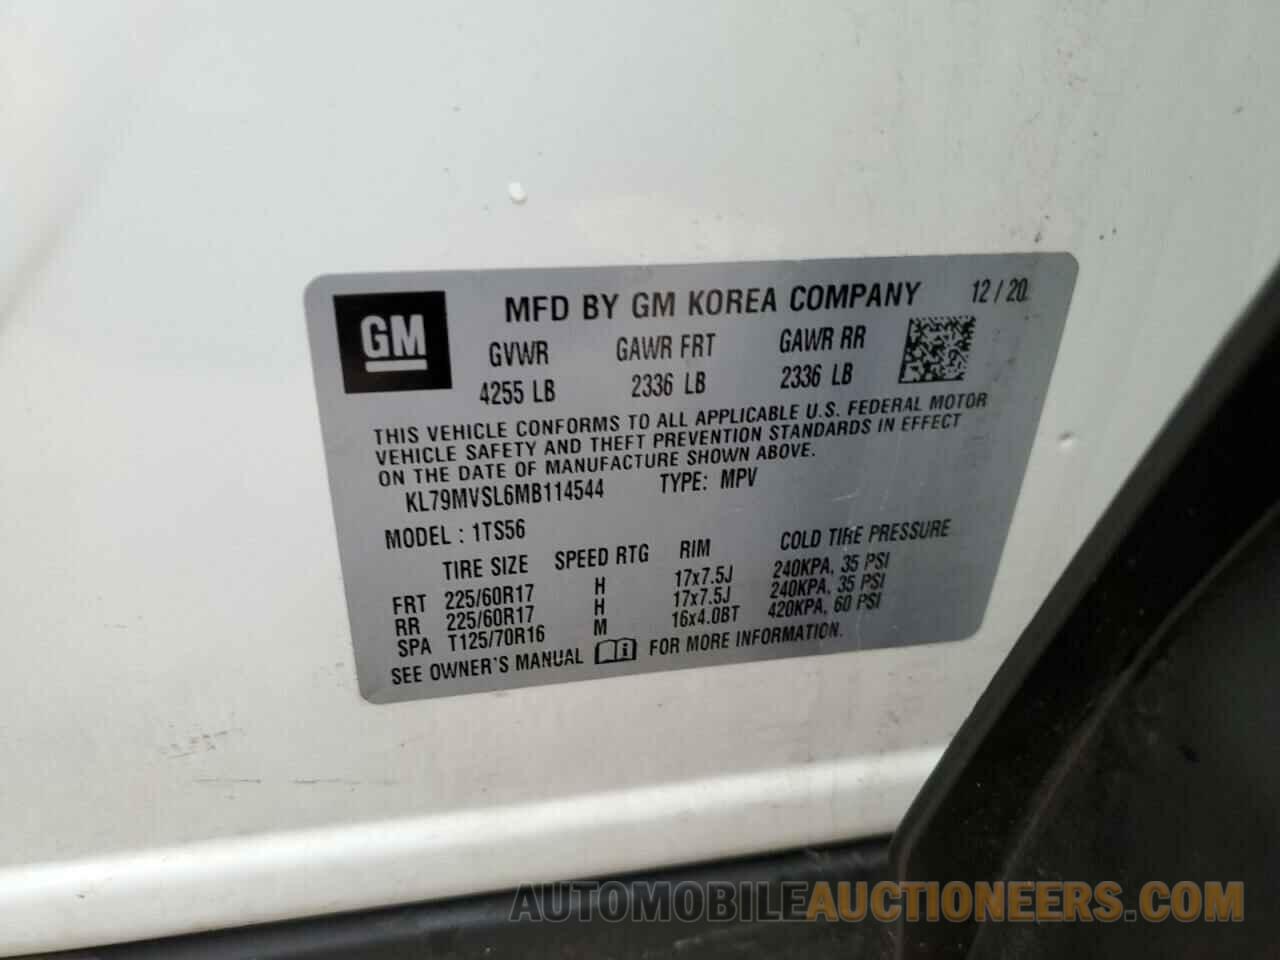 GM
MFD BY GM KOREA COMPANY 12 / 20
GVWR GAWR FRT GAWR RR
4255 LB 2336 LB 2336 LB
THIS VEHICLE CONFORMS TO ALL APPLICABLE U.S. FEDERAL MOTOR
VEHICLE SAFETY AND THEFT PREVENTION STANDARDS IN EFFECT
ON THE DATE OF MANUFACTURE SHOWN ABOVE.
KL79MVSL6MB114544 TYPE: MPV
MODEL : 1TS56
TIRE SIZE SPEED RTG RIM COLD TIRE PRESSURE
FRT 225/60R17 H 17x7.5J 240KPA, 35 PSI
RR 225/60R17 H 17x7.5J 240KPA, 35 PSI
SPA T125/70R16 M 16x4.0BT 420KPA, 60 PSI
SEE OWNER'S MANUAL FOR MORE INFORMATION.
AUTOMOBILEAUCTIONEERS.COM